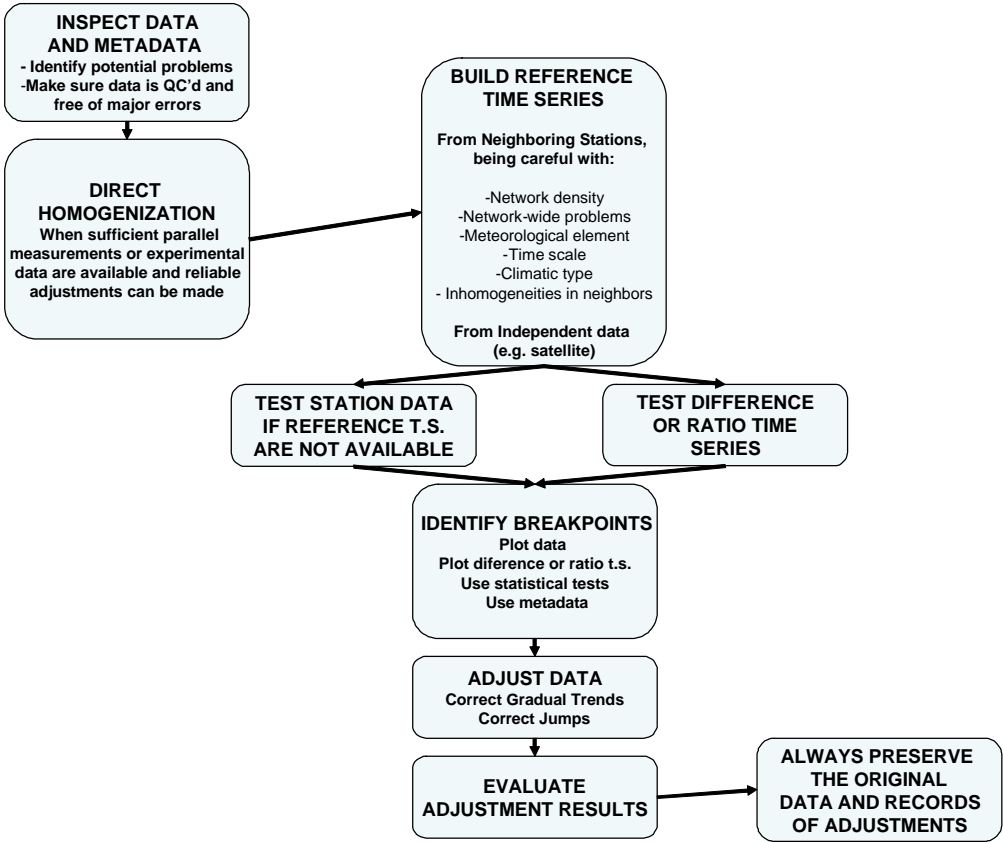 INSPECT DATA
AND METADATA
- Identify potential problems
-Make sure data is QC'd and
free of major errors
DIRECT
HOMOGENIZATION
When sufficient parallel
measurements or experimental
data are available and reliable
adjustments can be made
BUILD REFERENCE
TIME SERIES
From Neighboring Stations,
being careful with:
-Network density
-Network-wide problems
-Meteorological element
-Time scale
-Climatic type
- Inhomogeneities in neighbors
From Independent data
(e.g. satellite)
TEST STATION DATA
IF REFERENCE T.S.
ARE NOT AVAILABLE
TEST DIFFERENCE
OR RATIO TIME
SERIES
IDENTIFY BREAKPOINTS
Plot data
Plot diference or ratio t.s.
Use statistical tests
Use metadata
ADJUST DATA
Correct Gradual Trends
Correct Jumps
EVALUATE
ADJUSTMENT RESULTS
ALWAYS PRESERVE
THE ORIGINAL
DATA AND RECORDS
OF ADJUSTMENTS